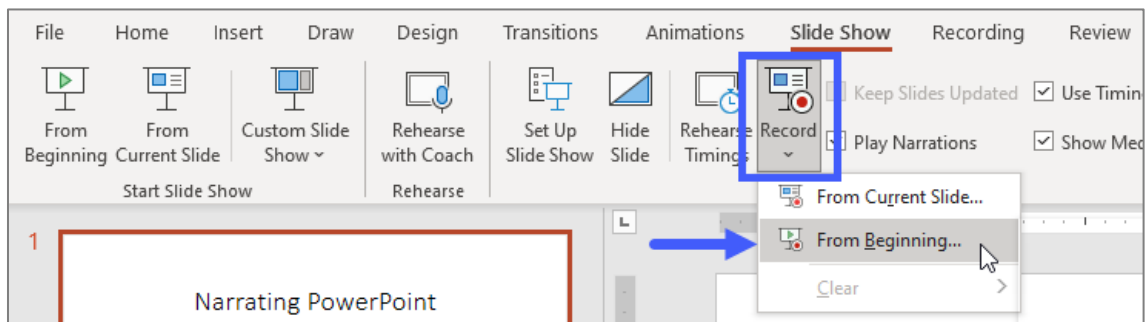 File Home Insert Draw Design Transitions Animations Slide Show Recording Review
Keep Slides Updated Use Timin
From From Custom Slide Rehearse Set Up Hide Rehearse Record
Play Narrations Show Med
Beginning Current Slide Show with Coach Slide Show Slide Timings
Start Slide Show Rehearse
From Current Slide...
1 From Beginning...
Clear
Narrating PowerPoint